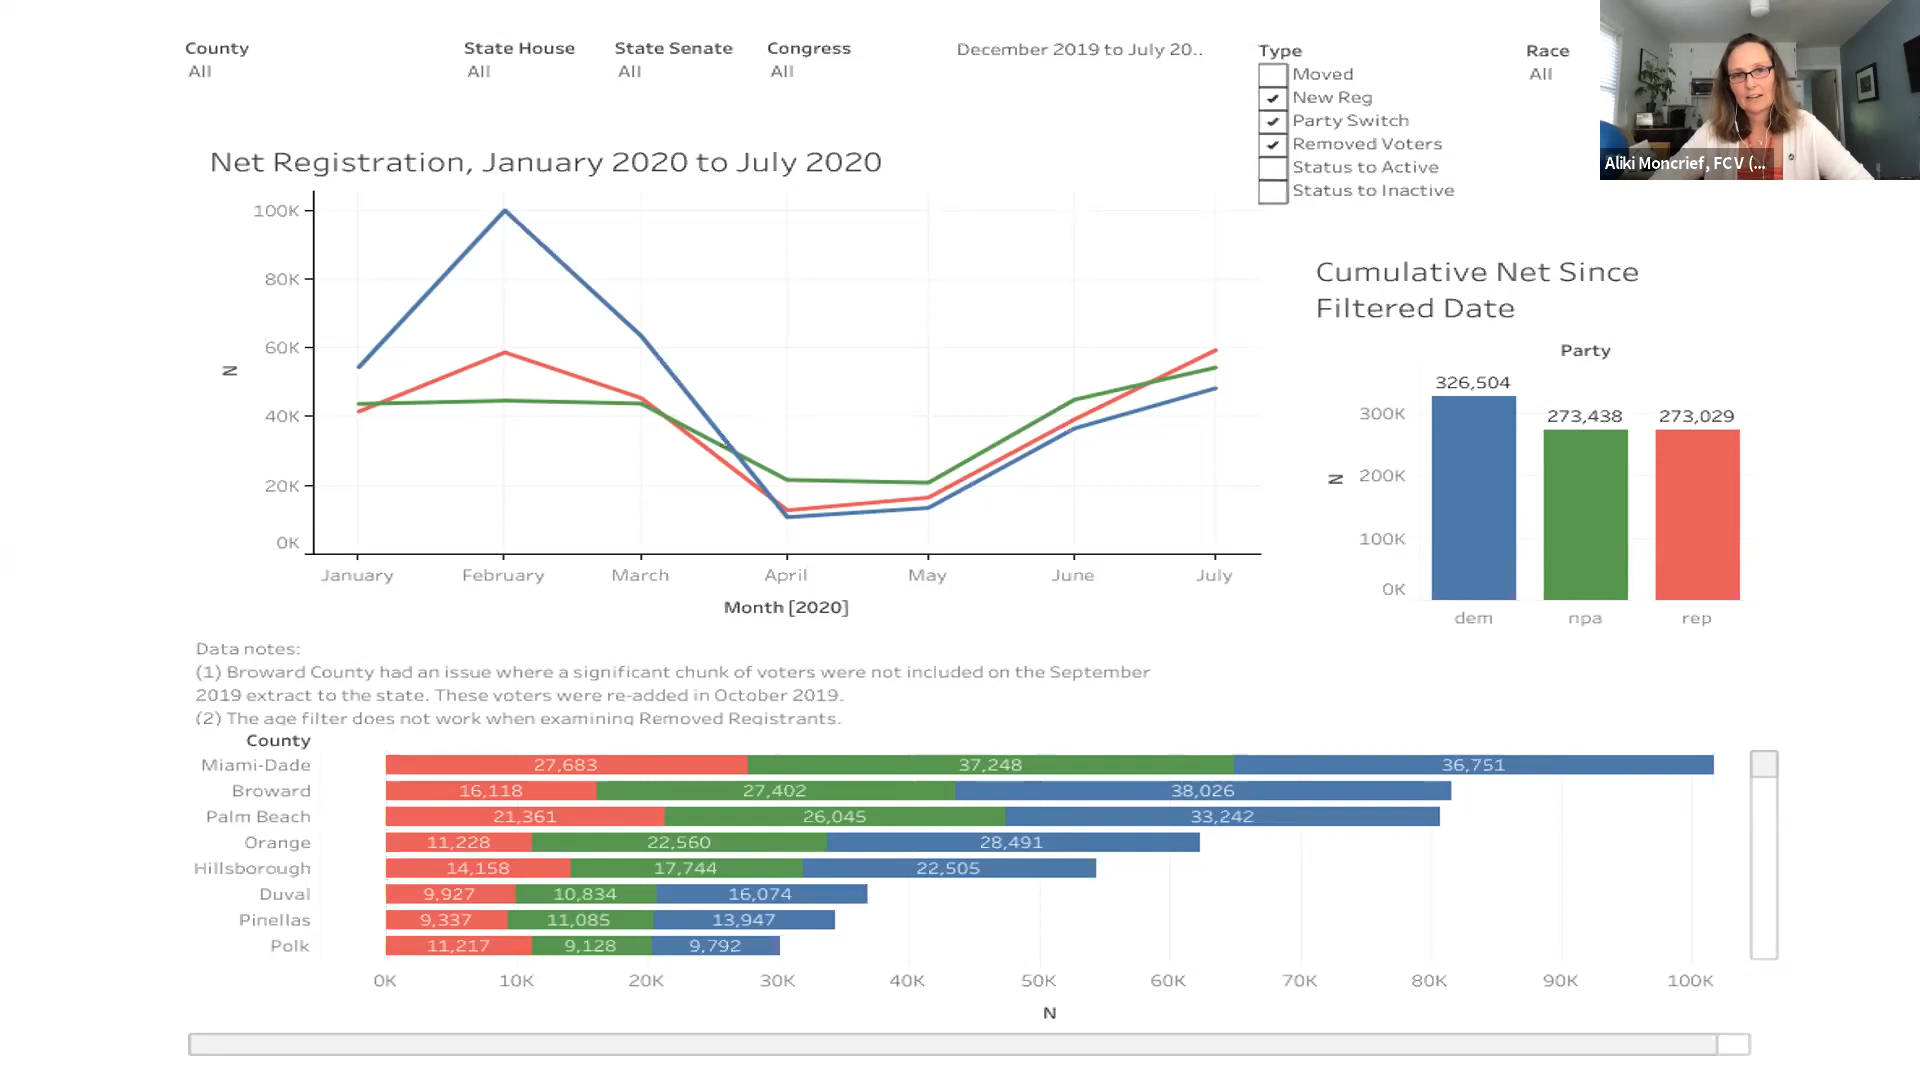 County
All
State House
All
State Senate
All
Congress
All
December 2019 to July 20..
Type
Moved
New Reg
Party Switch
Removed Voters
Status to Active
Status to Inactive
Race
All
Aliki Moncrief, FCV (...
Net Registration, January 2020 to July 2020
100K
80K
60K
40K
20K
0K
N
January February March April May June July
Month [2020]
Cumulative Net Since
Filtered Date
Party
326,504
273,438 273,029
300K
200K
100K
0K
N
dem npa rep
Data notes:
(1) Broward County had an issue where a significant chunk of voters were not included on the September
2019 extract to the state. These voters were re-added in October 2019.
(2) The age filter does not work when examining Removed Registrants.
County
Miami-Dade 27,683 37,248 36,751
Broward 16,118 27,402 38,026
Palm Beach 21,361 26,045 33,242
Orange 11,228 22,560 28,491
Hillsborough 14,158 17,744 22,505
Duval 9,927 10,834 16,074
Pinellas 9,337 11,085 13,947
Polk 11,217 9,128 9,792
0K 10K 20K 30K 40K 50K 60K 70K 80K 90K 100K
N